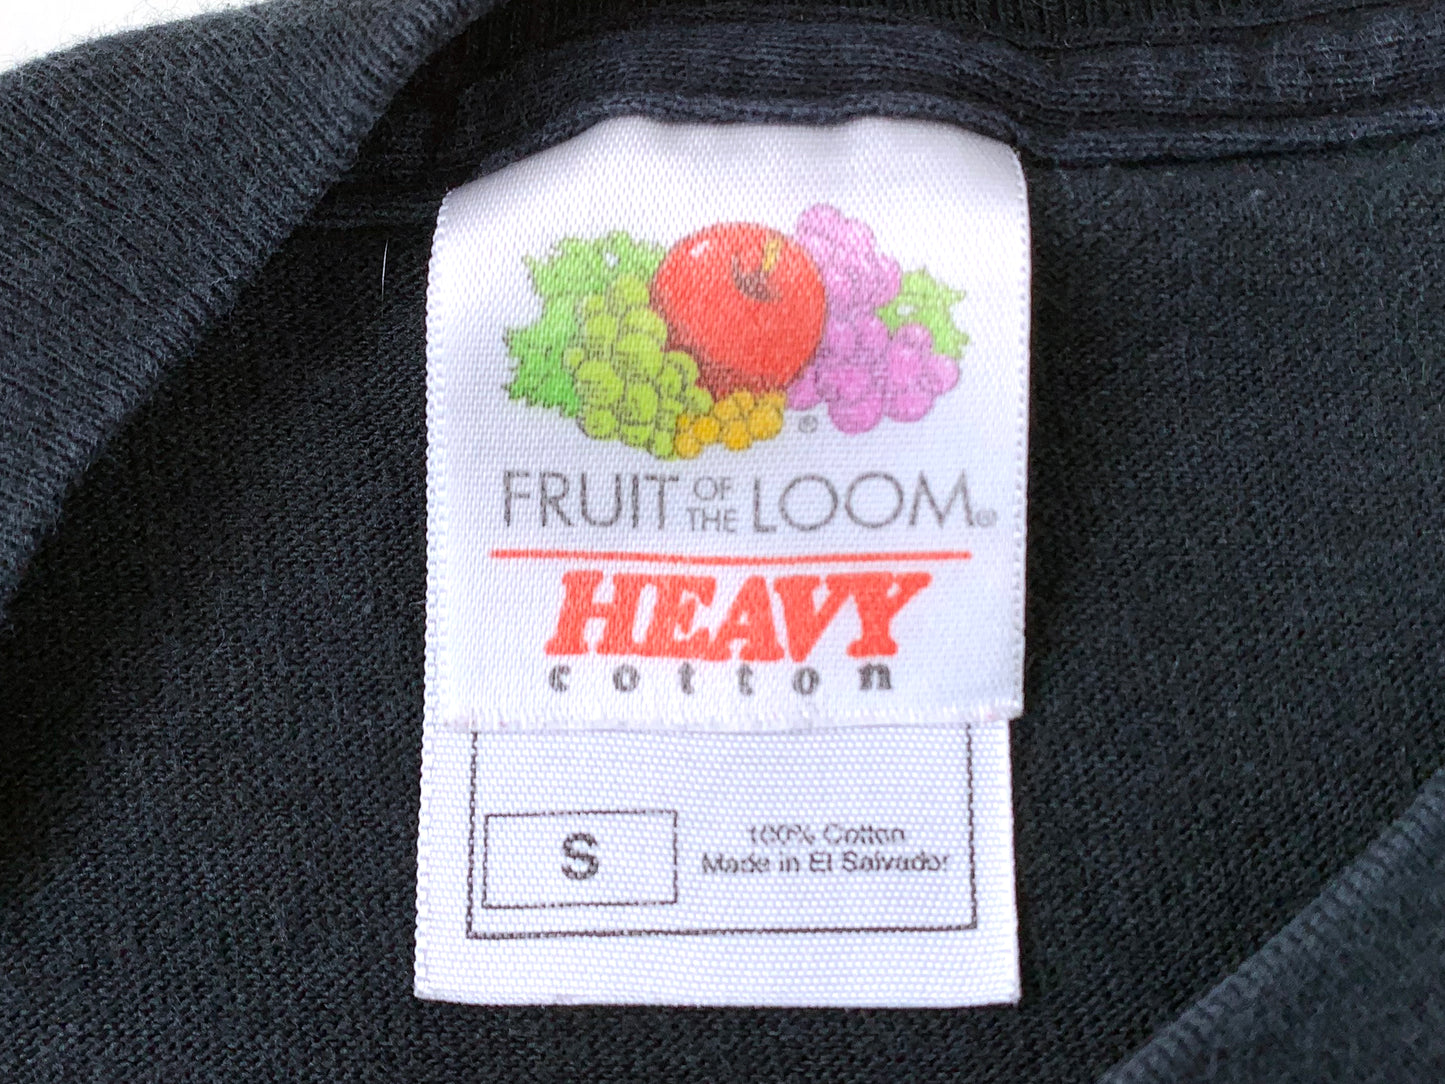 ®
FRUIT OF THE LOOM®
HEAVY
cotton
S
100% Cotton
Made in El Salvador